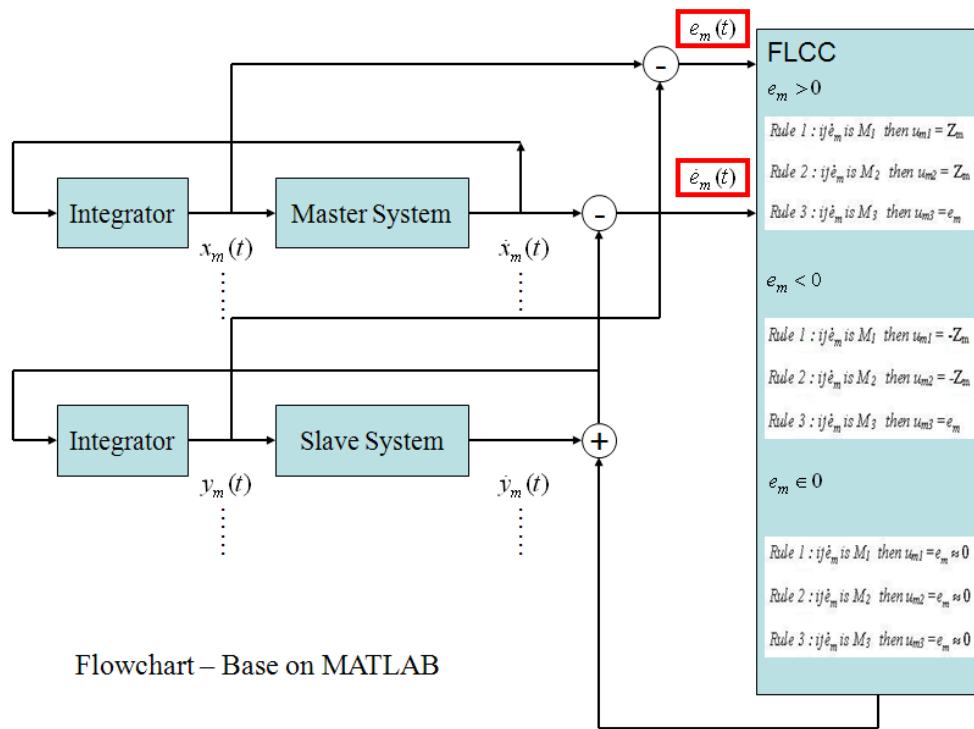 e_m(t)
FLCC
e_m > 0
Rule 1 : if ė_m is M_1 then u_m1 = Z_m
Rule 2 : if ė_m is M_2 then u_m2 = Z_m
Rule 3 : if ė_m is M_3 then u_m3 = e_m
-
ė_m(t)
-
Integrator
Master System
x_m(t)
ẋ_m(t)
e_m < 0
Rule 1 : if ė_m is M_1 then u_m1 = -Z_m
Rule 2 : if ė_m is M_2 then u_m2 = -Z_m
Rule 3 : if ė_m is M_3 then u_m3 = e_m
Integrator
Slave System
+
y_m(t)
ẏ_m(t)
e_m ∈ 0
Rule 1 : if ė_m is M_1 then u_m1 = e_m ≈ 0
Rule 2 : if ė_m is M_2 then u_m2 = e_m ≈ 0
Rule 3 : if ė_m is M_3 then u_m3 = e_m ≈ 0
Flowchart – Base on MATLAB